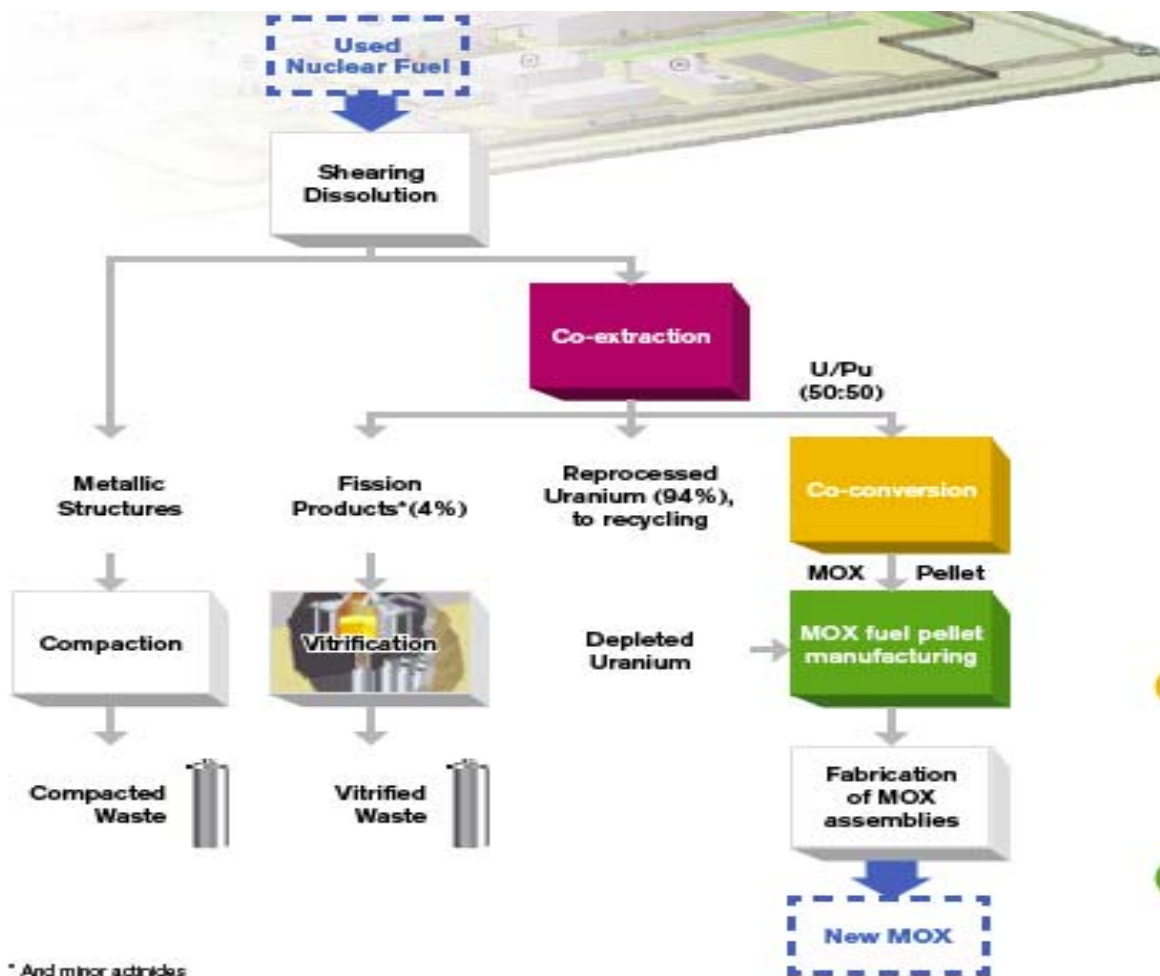 Used
Nuclear Fuel
Shearing
Dissolution
Co-extraction
U/Pu
(50:50)
Metallic
Structures
Fission
Products*(4%)
Reprocessed
Uranium (94%),
to recycling
Co-conversion
MOX Pellet
Compaction
Vitrification
Depleted
Uranium
MOX fuel pellet
manufacturing
Compacted
Waste
Vitrified
Waste
Fabrication
of MOX
assemblies
New MOX
* And minor actinides